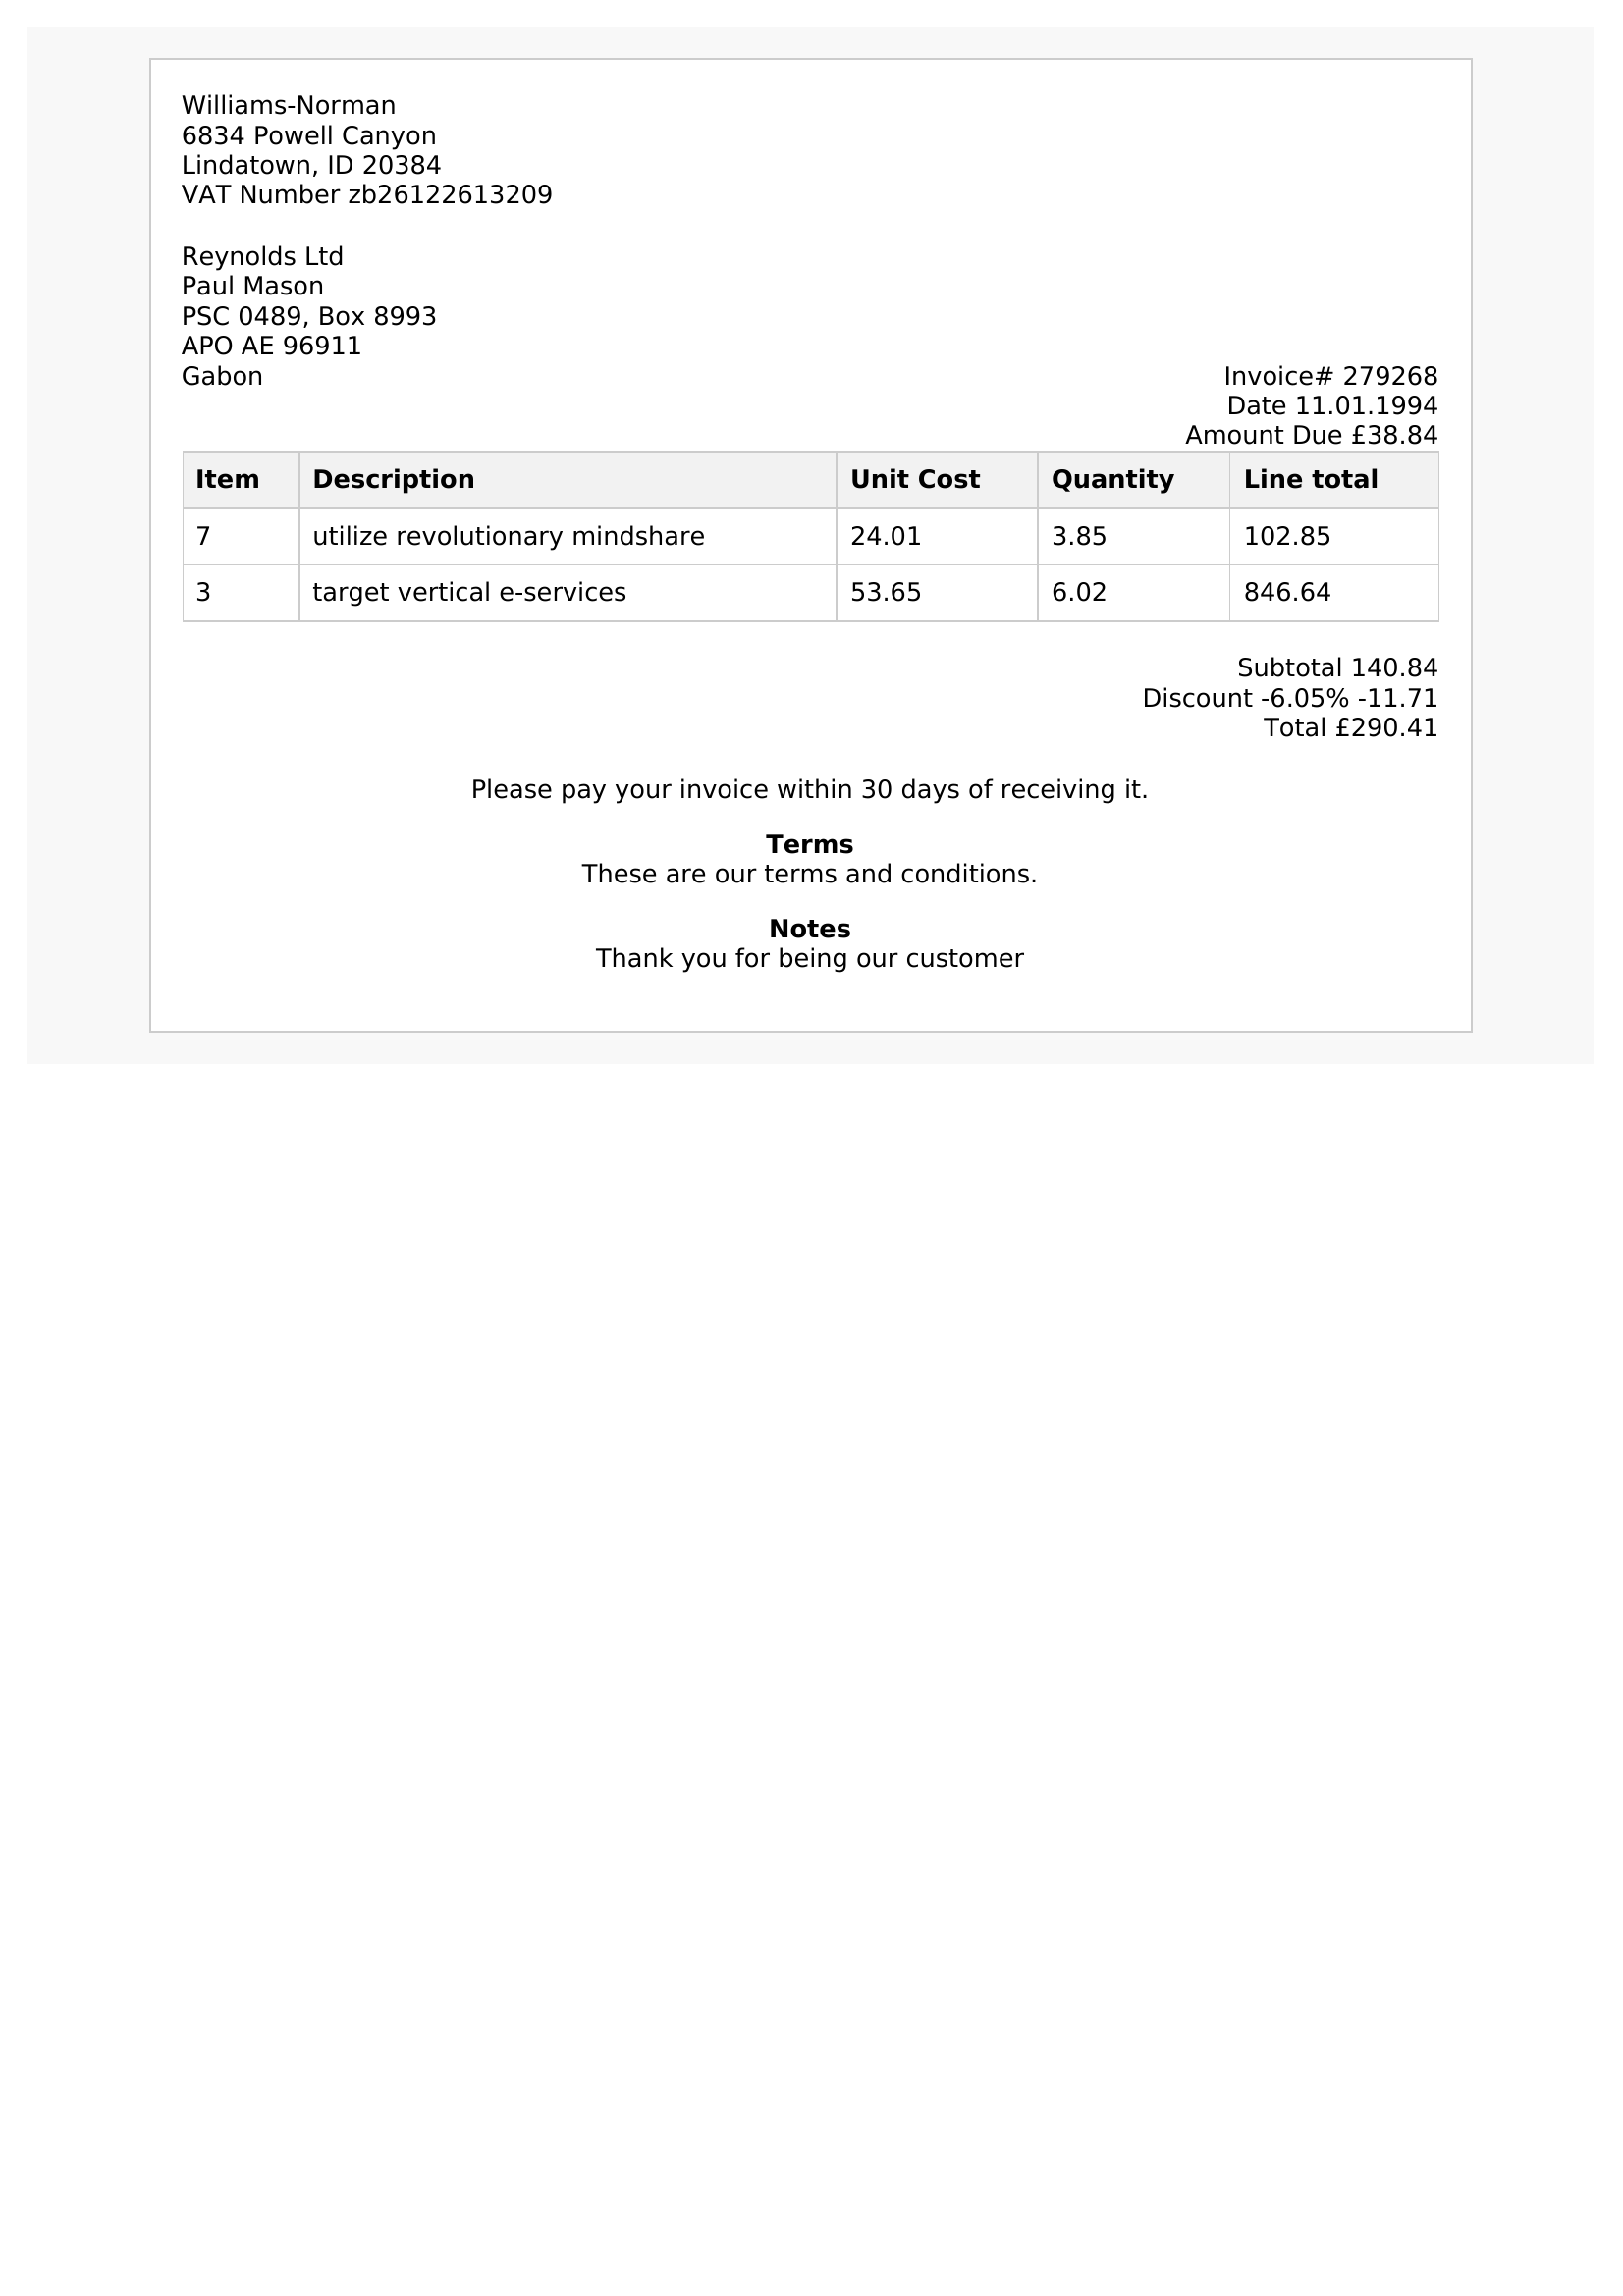 Williams-Norman
6834 Powell Canyon
Lindatown, ID 20384
VAT Number zb26122613209
Reynolds Ltd
Paul Mason
PSC 0489, Box 8993
APO AE 96911
Gabon
Invoice# 279268
Date 11.01.1994
Amount Due £38.84
Item Description Unit Cost Quantity Line total
7 utilize revolutionary mindshare 24.01 3.85 102.85
3 target vertical e-services 53.65 6.02 846.64
Subtotal 140.84
Discount -6.05% -11.71
Total £290.41
Please pay your invoice within 30 days of receiving it.
Terms
These are our terms and conditions.
Notes
Thank you for being our customer